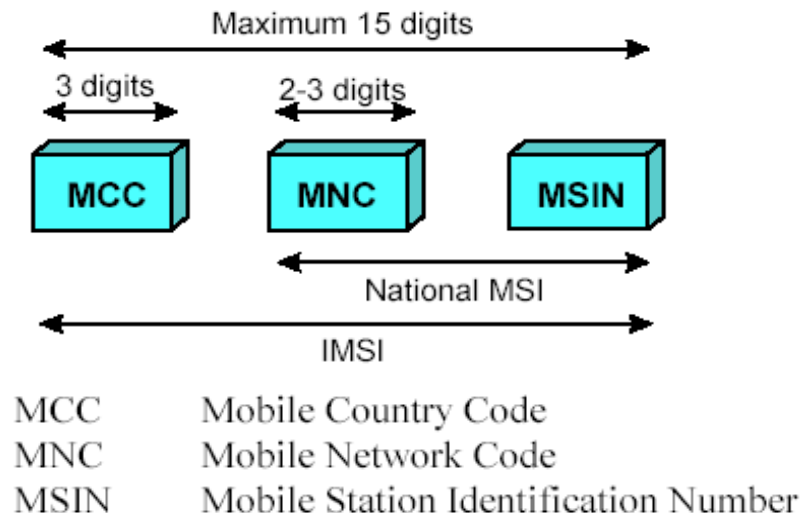 Maximum 15 digits
3 digits 2-3 digits
MCC MNC MSIN
National MSI
IMSI
MCC Mobile Country Code
MNC Mobile Network Code
MSIN Mobile Station Identification Number